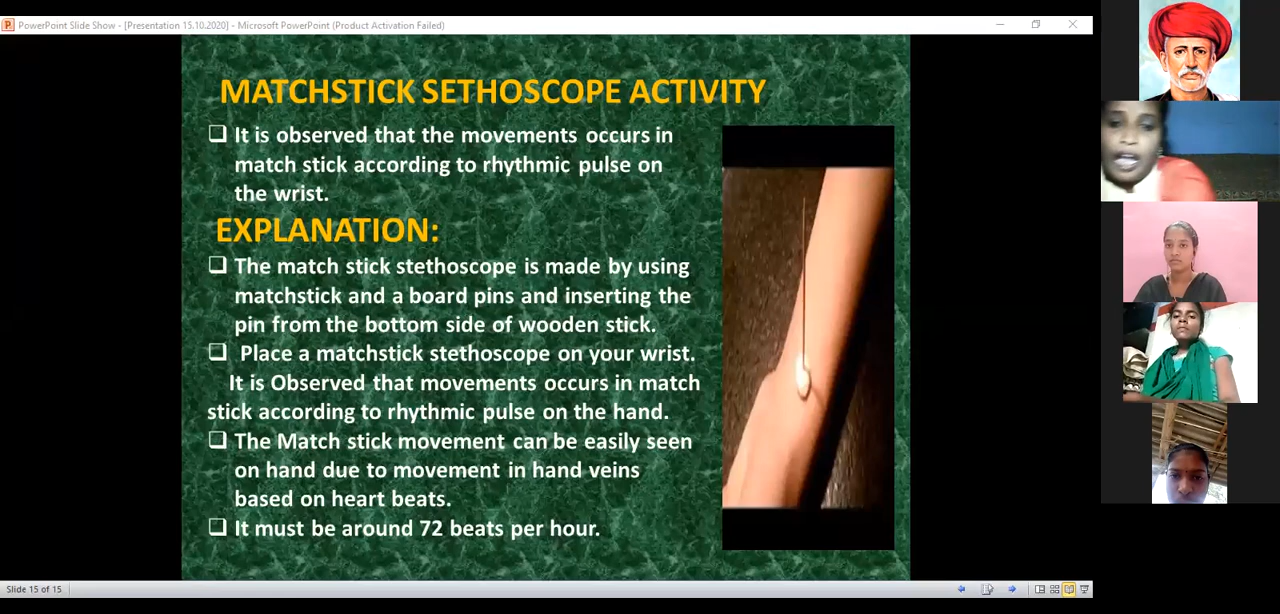 PowerPoint Slide Show - [Presentation 15.10.2020] - Microsoft PowerPoint (Product Activation Failed)
MATCHSTICK SETHOSCOPE ACTIVITY
It is observed that the movements occurs in
match stick according to rhythmic pulse on
the wrist.
EXPLANATION:
The match stick stethoscope is made by using
matchstick and a board pins and inserting the
pin from the bottom side of wooden stick.
Place a matchstick stethoscope on your wrist.
It is Observed that movements occurs in match
stick according to rhythmic pulse on the hand.
The Match stick movement can be easily seen
on hand due to movement in hand veins
based on heart beats.
It must be around 72 beats per hour.
Slide 15 of 15